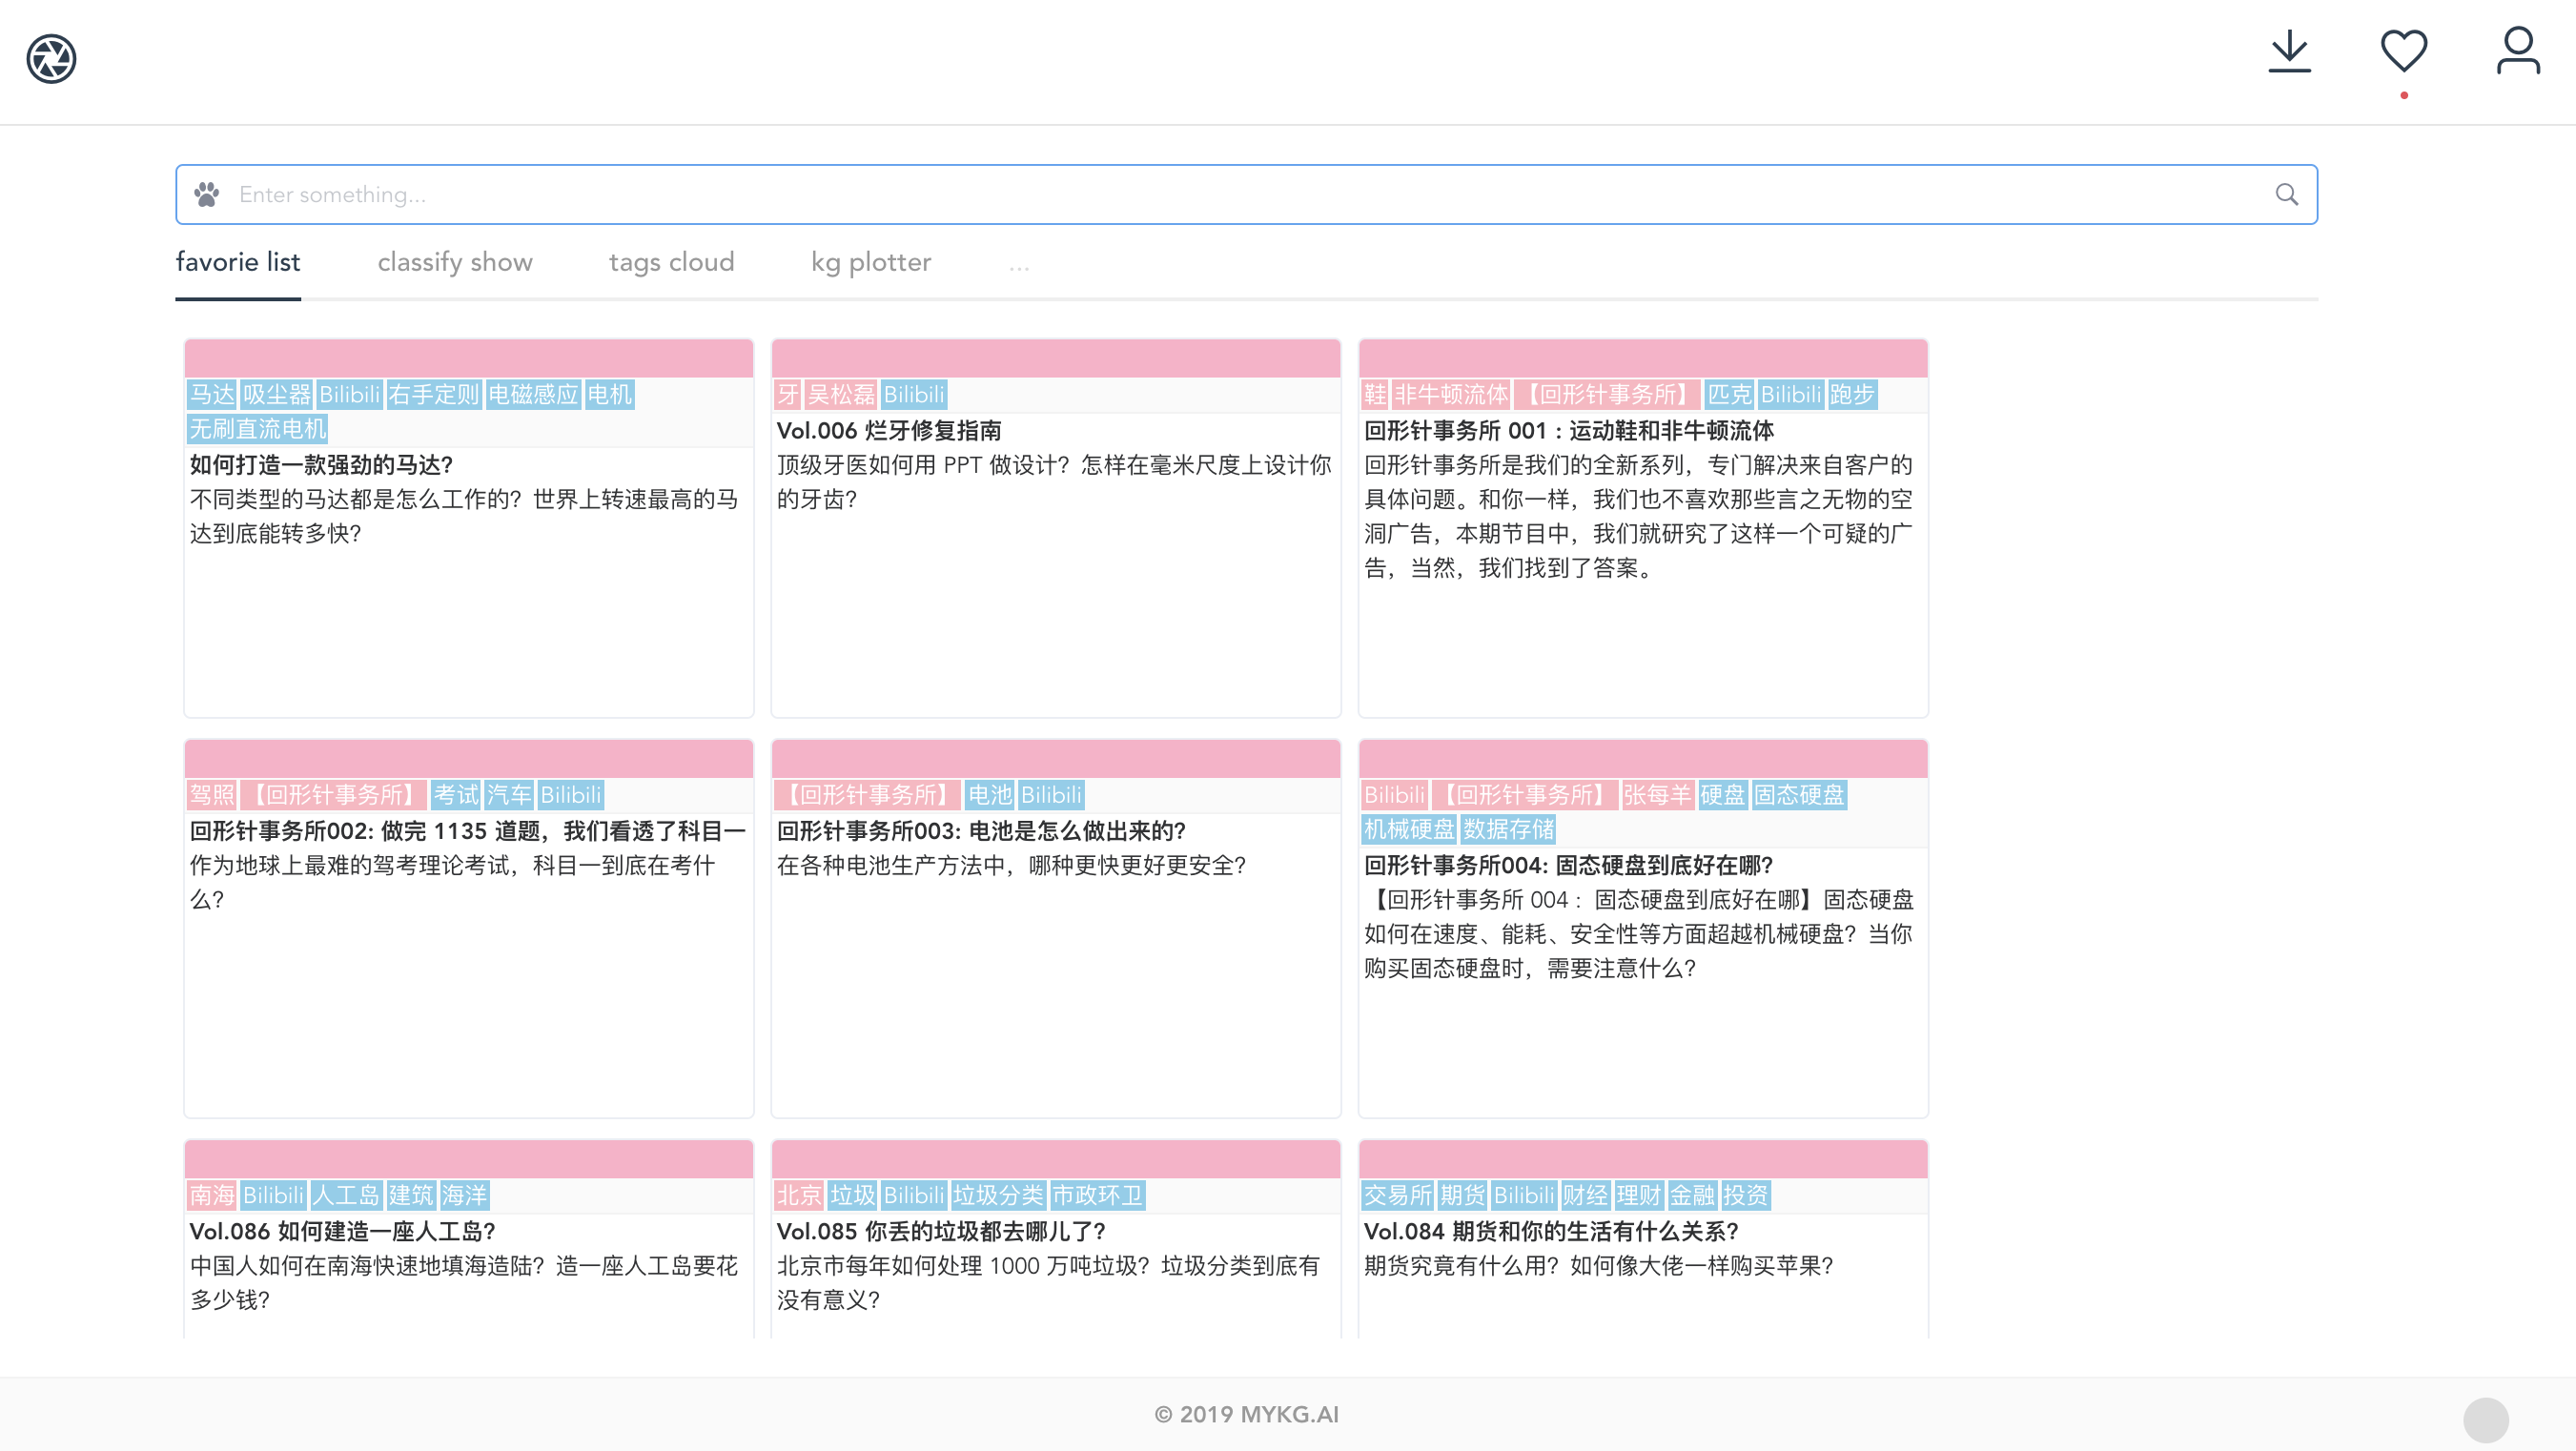 Enter something...
favorie list
classify show
tags cloud
kg plotter
...
马达 吸尘器 Bilibili 右手定则 电磁感应 电机
无刷直流电机
如何打造一款强劲的马达？
不同类型的马达都是怎么工作的？世界上转速最高的马
达到底能转多快？
牙 吴松磊 Bilibili
Vol.006 烂牙修复指南
顶级牙医如何用 PPT 做设计？怎样在毫米尺度上设计你
的牙齿？
鞋 非牛顿流体 【回形针事务所】 匹克 Bilibili 跑步
回形针事务所 001：运动鞋和非牛顿流体
回形针事务所是我们的全新系列，专门解决来自客户的
具体问题。和你一样，我们也不喜欢那些言之无物的空
洞广告，本期节目中，我们就研究了这样一个可疑的广
告，当然，我们找到了答案。
驾照 【回形针事务所】 考试 汽车 Bilibili
回形针事务所002: 做完 1135 道题，我们看透了科目一
作为地球上最难的驾考理论考试，科目一到底在考什
么？
【回形针事务所】 电池 Bilibili
回形针事务所003: 电池是怎么做出来的？
在各种电池生产方法中，哪种更快更好更安全？
Bilibili 【回形针事务所】 张每羊 硬盘 固态硬盘
机械硬盘 数据存储
回形针事务所004: 固态硬盘到底好在哪？
【回形针事务所 004：固态硬盘到底好在哪】固态硬盘
如何在速度、能耗、安全性等方面超越机械硬盘？当你
购买固态硬盘时，需要注意什么？
南海 Bilibili 人工岛 建筑 海洋
Vol.086 如何建造一座人工岛？
中国人如何在南海快速地填海造陆？造一座人工岛要花
多少钱？
北京 垃圾 Bilibili 垃圾分类 市政环卫
Vol.085 你丢的垃圾都去哪儿了？
北京市每年如何处理 1000 万吨垃圾？垃圾分类到底有
没有意义？
交易所 期货 Bilibili 财经 理财 金融 投资
Vol.084 期货和你的生活有什么关系？
期货究竟有什么用？如何像大佬一样购买苹果？
© 2019 MYKG.AI